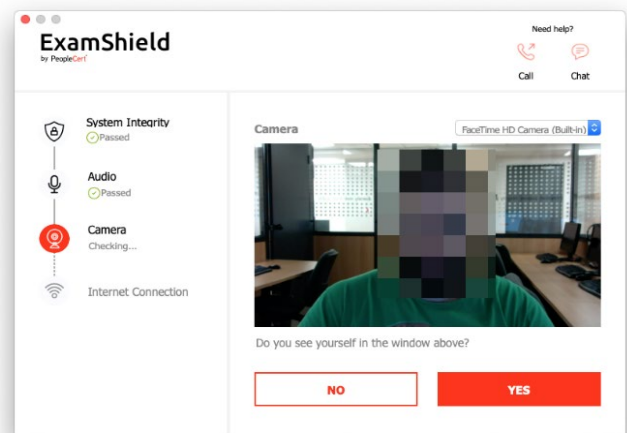 ExamShield
by PeopleCert
Need help?
Call
Chat
System Integrity
Passed
Audio
Passed
Camera
Checking...
Internet Connection
Camera
FaceTime HD Camera (Built-in)
Do you see yourself in the window above?
NO
YES